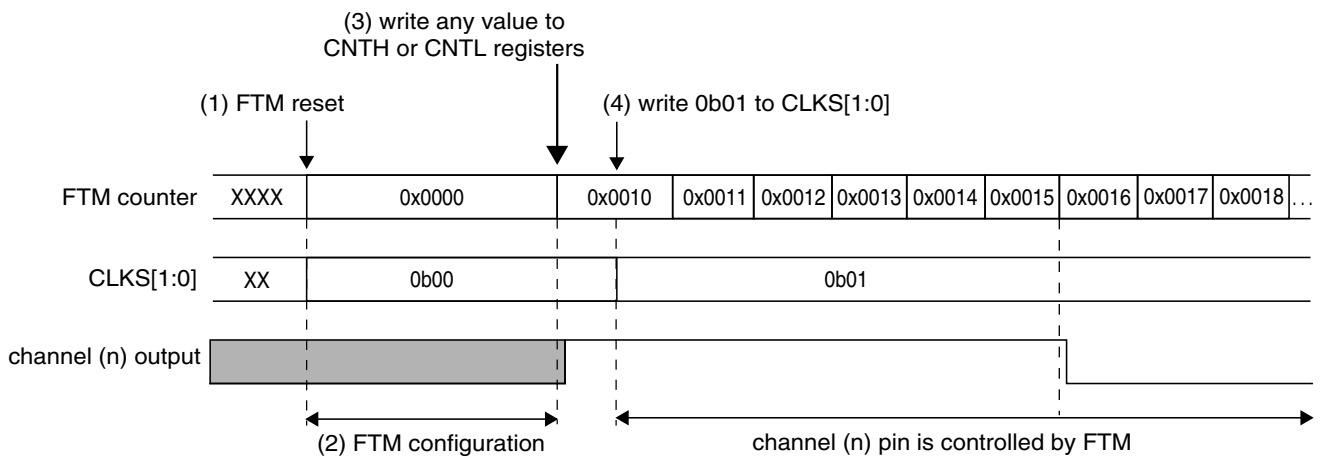 (3) write any value to
CNTH or CNTL registers
(1) FTM reset
(4) write 0b01 to CLKS[1:0]
FTM counter XXXX 0x0000 0x0010 0x0011 0x0012 0x0013 0x0014 0x0015 0x0016 0x0017 0x0018 ...
CLKS[1:0] XX 0b00 0b01
channel (n) output
(2) FTM configuration
channel (n) pin is controlled by FTM